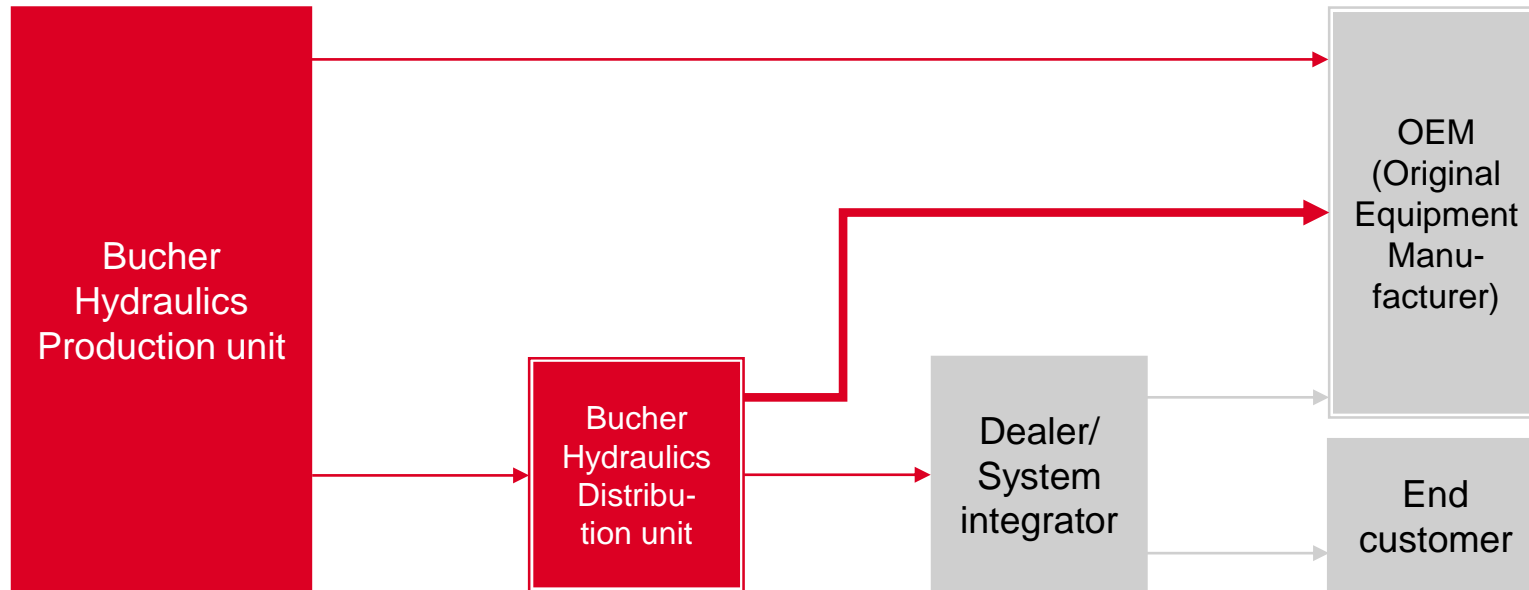 Bucher
Hydraulics
Production unit
Bucher
Hydraulics
Distribu-
tion unit
Dealer/
System
integrator
OEM
(Original
Equipment
Manu-
facturer)
End
customer